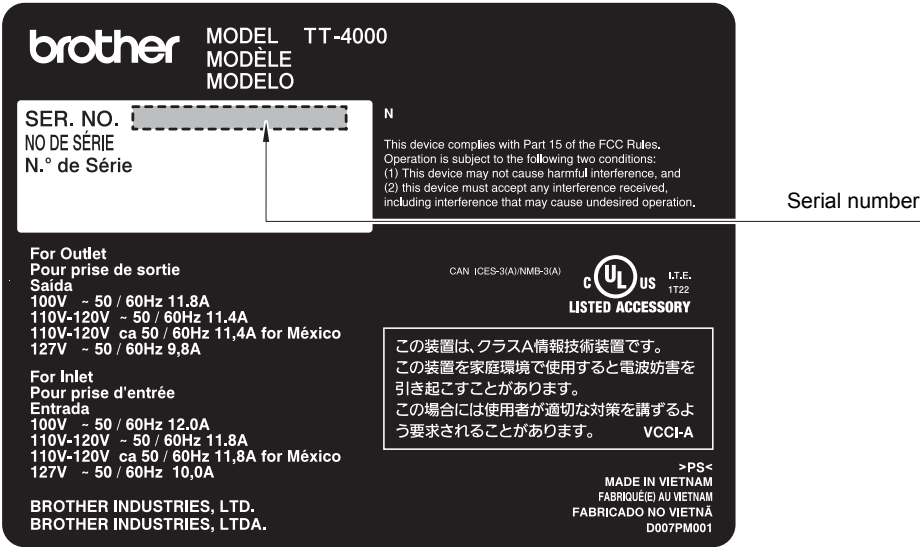 brother
MODEL TT-4000
MODÈLE
MODELO
SER. NO.
NO DE SÉRIE
N.° de Série
N
This device complies with Part 15 of the FCC Rules.
Operation is subject to the following two conditions:
(1) This device may not cause harmful interference, and
(2) this device must accept any interference received,
including interference that may cause undesired operation.
Serial number
For Outlet
Pour prise de sortie
Saída
100V ~ 50 / 60Hz 11.8A
110V-120V ~ 50 / 60Hz 11.4A
110V-120V ca 50 / 60Hz 11,4A for México
127V ~ 50 / 60Hz 9,8A
For Inlet
Pour prise d'entrée
Entrada
100V ~ 50 / 60Hz 12.0A
110V-120V ~ 50 / 60Hz 11.8A
110V-120V ca 50 / 60Hz 11,8A for México
127V ~ 50 / 60Hz 10,0A
BROTHER INDUSTRIES, LTD.
BROTHER INDUSTRIES, LTDA.
CAN ICES-3(A)/NMB-3(A)
C UL US I.T.E.
1T22
LISTED ACCESSORY
この装置は、クラスA情報技術装置です。
この装置を家庭環境で使用すると電波妨害を
引き起こすことがあります。
この場合には使用者が適切な対策を講ずるよ
う要求されることがあります。 VCCI-A
>PS<
MADE IN VIETNAM
FABRIQUÉ(E) AU VIETNAM
FABRICADO NO VIETNÃ
D007PM001